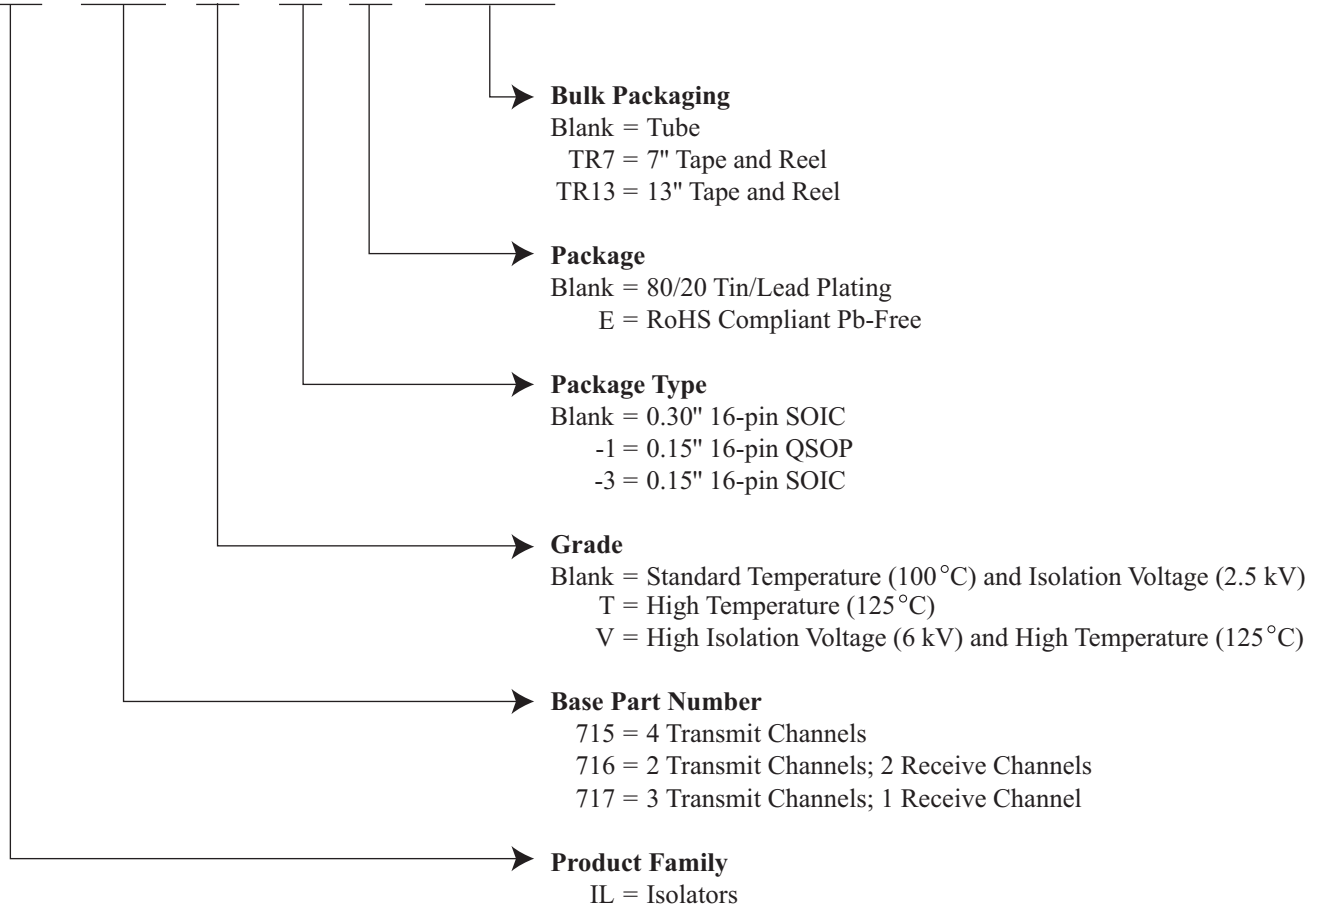 Bulk Packaging
Blank = Tube
TR7 = 7" Tape and Reel
TR13 = 13" Tape and Reel
Package
Blank = 80/20 Tin/Lead Plating
E = RoHS Compliant Pb-Free
Package Type
Blank = 0.30" 16-pin SOIC
-1 = 0.15" 16-pin QSOP
-3 = 0.15" 16-pin SOIC
Grade
Blank = Standard Temperature (100°C) and Isolation Voltage (2.5 kV)
T = High Temperature (125°C)
V = High Isolation Voltage (6 kV) and High Temperature (125°C)
Base Part Number
715 = 4 Transmit Channels
716 = 2 Transmit Channels; 2 Receive Channels
717 = 3 Transmit Channels; 1 Receive Channel
Product Family
IL = Isolators